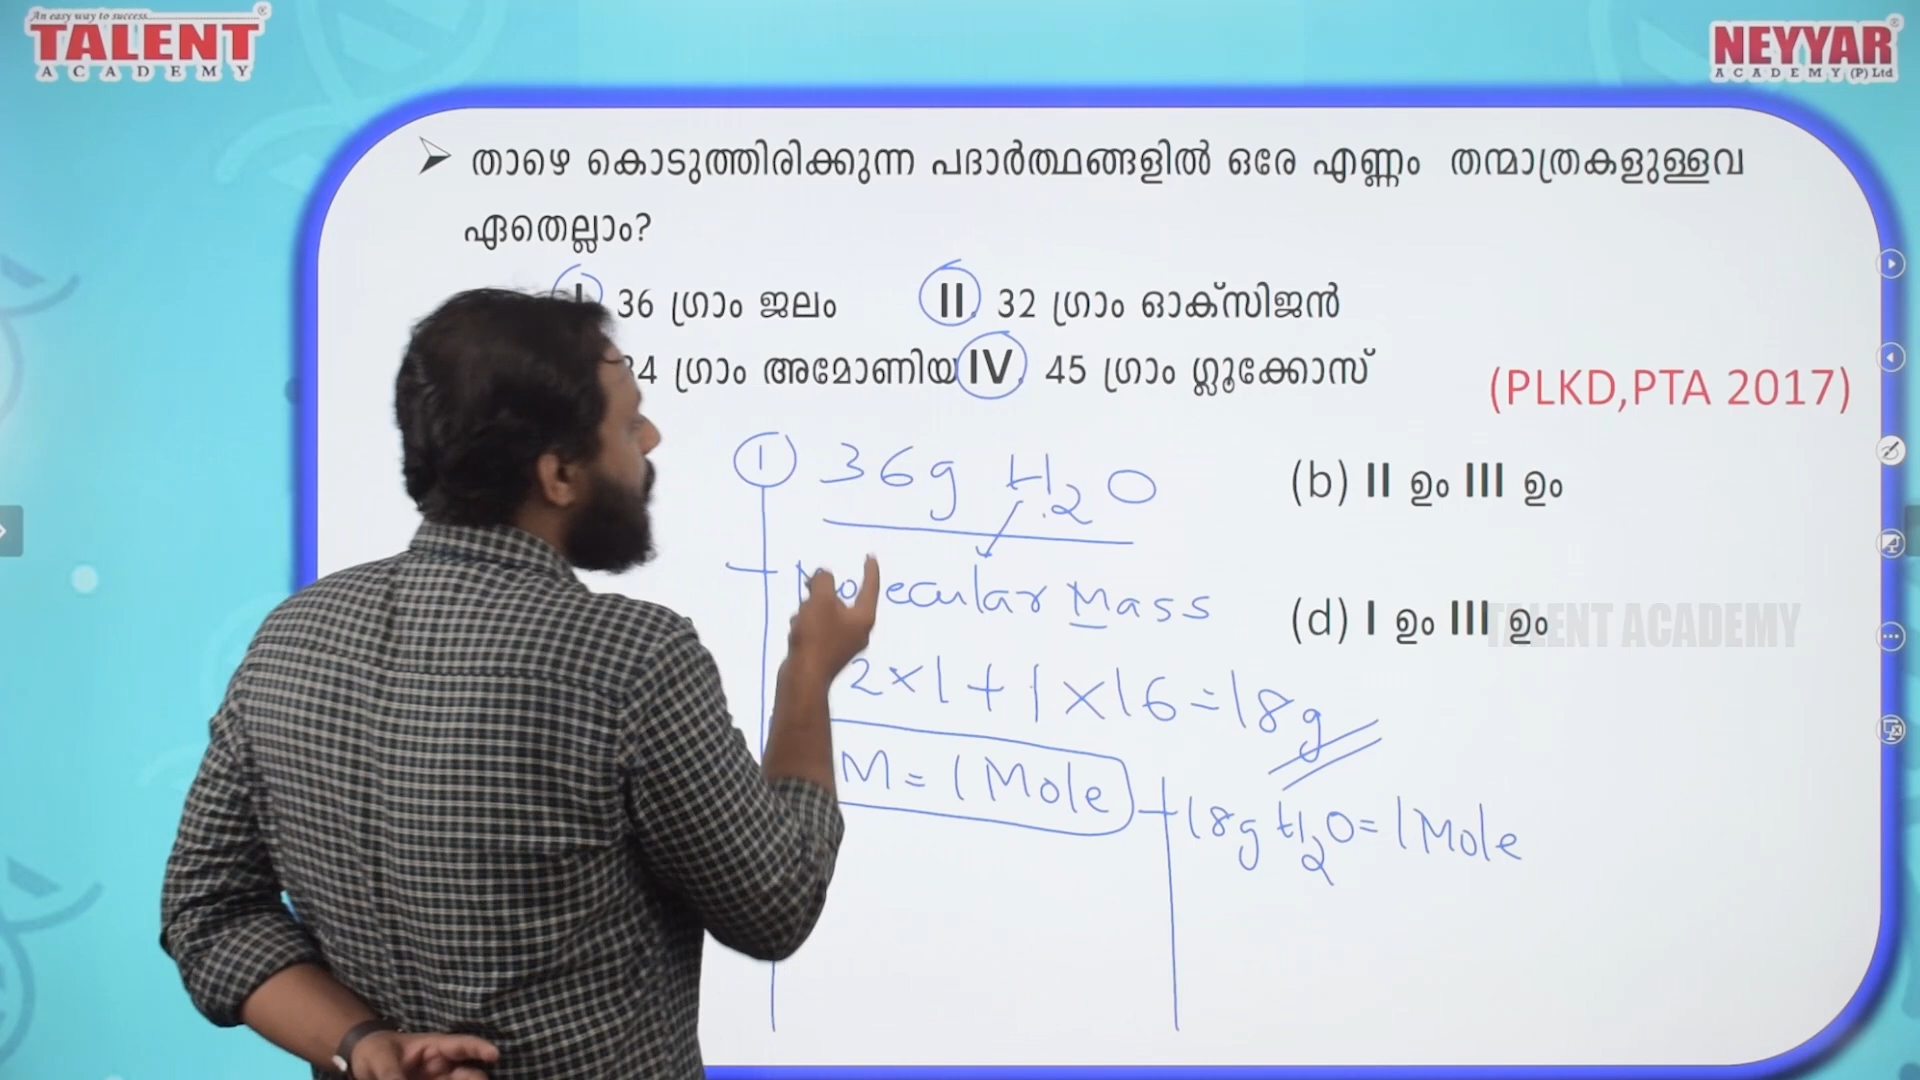 An easy way to success.......
TALENT
ACADEMY
NEYYAR
ACADEMY (P) Ltd
➢ താഴെ കൊടുത്തിരിക്കുന്ന പദാർത്ഥങ്ങളിൽ ഒരേ എണ്ണം തന്മാത്രകളുള്ളവ
ഏതെല്ലാം?
36 ഗ്രാം ജലം II. 32 ഗ്രാം ഓക്സിജൻ
ഗ്രാം അമോണിയ IV. 45 ഗ്രാം ഗ്ലൂക്കോസ്
(PLKD,PTA 2017)
1 36g H2O
(b) II ഉം III ഉം
Molecular Mass
(d) I ഉം III ഉം
TALENT ACADEMY
2×1+1×16=18g
M = 1 Mole
18g H2O = 1 Mole